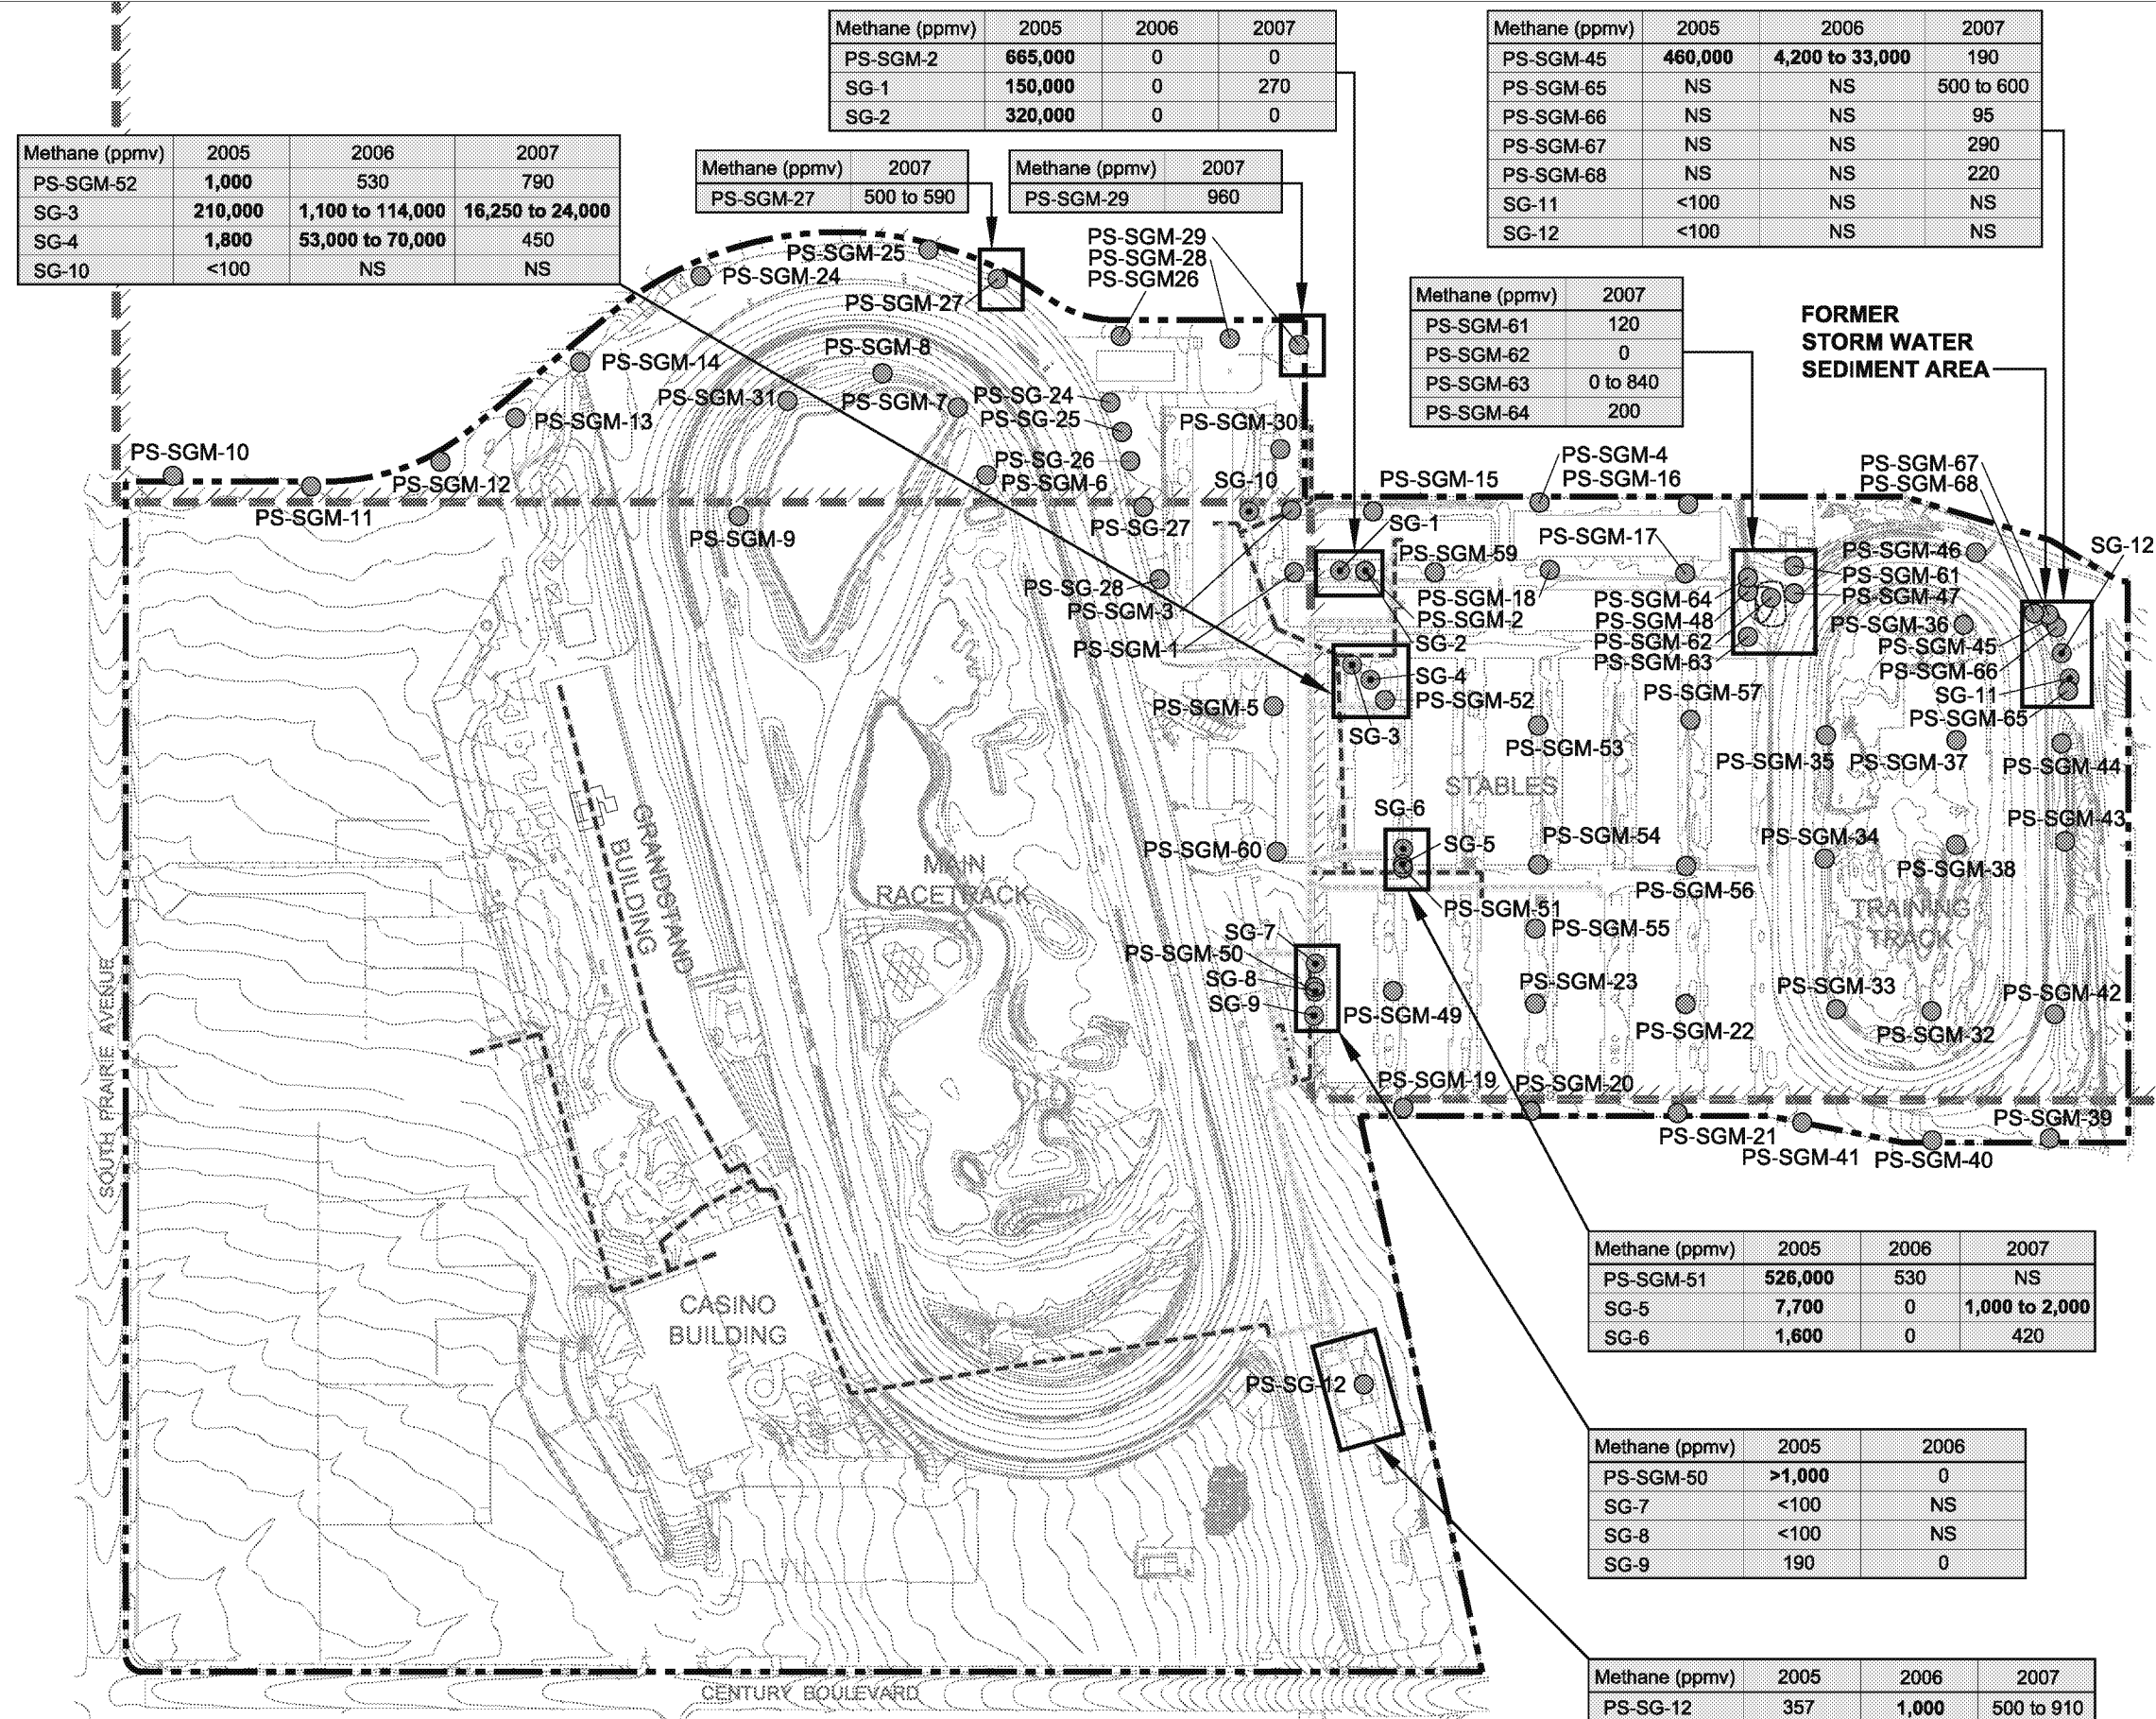 Methane (ppmv) 2005 2006 2007
PS-SGM-2 665,000 0 0
SG-1 150,000 0 270
SG-2 320,000 0 0
Methane (ppmv) 2005 2006 2007
PS-SGM-45 460,000 4,200 to 33,000 190
PS-SGM-65 NS NS 500 to 600
PS-SGM-66 NS NS 95
PS-SGM-67 NS NS 290
PS-SGM-68 NS NS 220
SG-11 <100 NS NS
SG-12 <100 NS NS
Methane (ppmv) 2005 2006 2007
PS-SGM-52 1,000 530 790
SG-3 210,000 1,100 to 114,000 16,250 to 24,000
SG-4 1,800 53,000 to 70,000 450
SG-10 <100 NS NS
Methane (ppmv) 2007
PS-SGM-27 500 to 590
Methane (ppmv) 2007
PS-SGM-29 960
Methane (ppmv) 2007
PS-SGM-61 120
PS-SGM-62 0
PS-SGM-63 0 to 840
PS-SGM-64 200
FORMER
STORM WATER
SEDIMENT AREA
PS-SGM-29
PS-SGM-28
PS-SGM26
PS-SGM-25
PS-SGM-24
PS-SGM-27
PS-SGM-8
PS-SGM-14
PS-SGM-31
PS-SGM-7
PS-SG-24
PS-SG-25
PS-SGM-13
PS-SGM-30
PS-SGM-10
PS-SG-26
PS-SGM-6
PS-SGM-12
PS-SGM-11
SG-10
PS-SGM-15
PS-SGM-4
PS-SGM-16
PS-SGM-67
PS-SGM-68
PS-SGM-9
PS-SG-27
SG-1
PS-SGM-59
PS-SGM-17
PS-SGM-46
SG-12
PS-SGM-61
PS-SG-28
PS-SGM-3
PS-SGM-18
PS-SGM-2
PS-SGM-64
PS-SGM-47
PS-SGM-48
PS-SGM-36
PS-SGM-1
SG-2
PS-SGM-62
PS-SGM-45
PS-SGM-63
PS-SGM-66
SG-4
PS-SGM-52
PS-SGM-57
SG-11
PS-SGM-5
PS-SGM-65
SG-3
PS-SGM-53
PS-SGM-35
PS-SGM-37
PS-SGM-44
STABLES
SG-6
SG-5
PS-SGM-54
PS-SGM-34
PS-SGM-43
PS-SGM-60
PS-SGM-38
PS-SGM-56
GRANDSTAND
BUILDING
MAIN
RACETRACK
PS-SGM-51
TRAINING
TRACK
SG-7
PS-SGM-55
PS-SGM-50
SG-8
SG-9
PS-SGM-49
PS-SGM-23
PS-SGM-22
PS-SGM-33
PS-SGM-32
PS-SGM-42
SOUTH PRAIRE AVENUE
PS-SGM-19
PS-SGM-20
PS-SGM-21
PS-SGM-41
PS-SGM-40
PS-SGM-39
Methane (ppmv) 2005 2006 2007
PS-SGM-51 526,000 530 NS
SG-5 7,700 0 1,000 to 2,000
SG-6 1,600 0 420
CASINO
BUILDING
PS-SG-12
Methane (ppmv) 2005 2006
PS-SGM-50 >1,000 0
SG-7 <100 NS
SG-8 <100 NS
SG-9 190 0
CENTURY BOULEVARD
Methane (ppmv) 2005 2006 2007
PS-SG-12 357 1,000 500 to 910